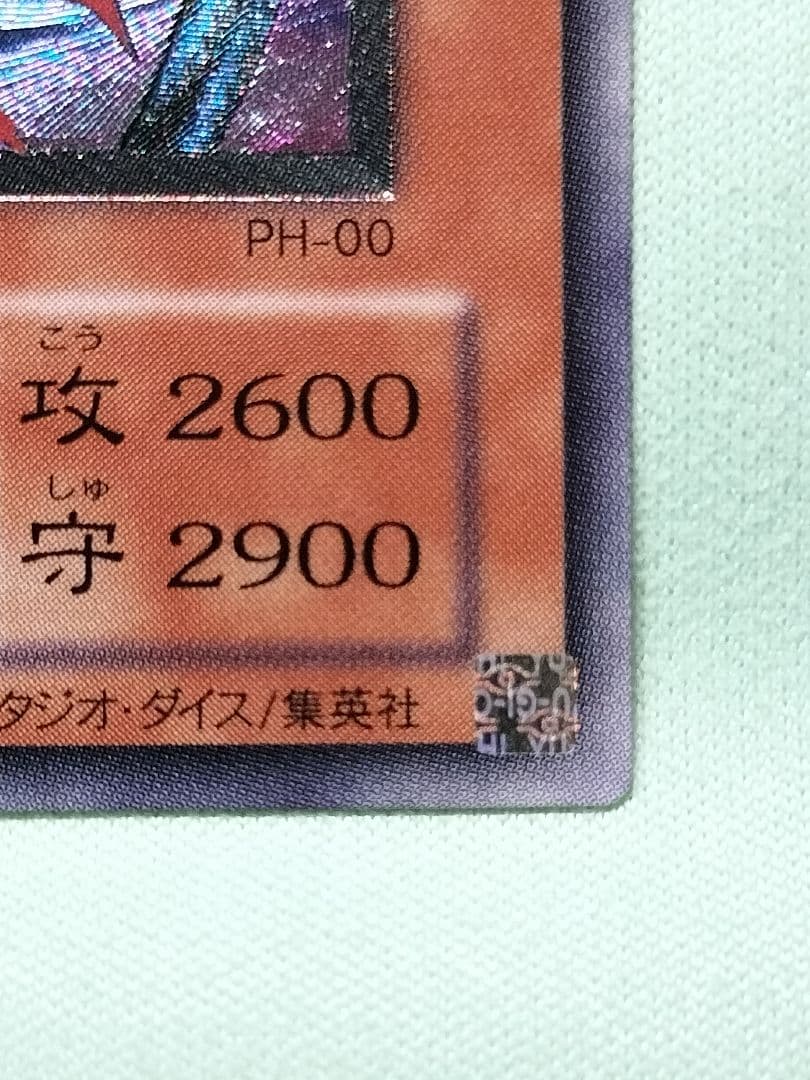 PH-00
こう
攻 2600
しゅ
守 2900
タジオ・ダイス/集英社